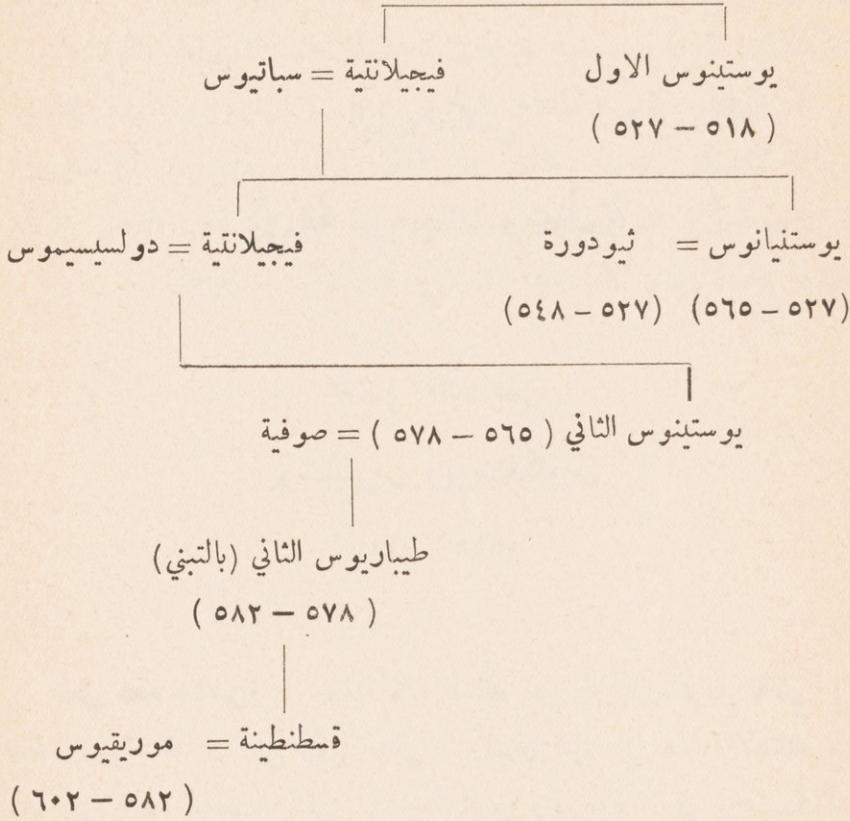 يوستينوس الاول فيجيلانتية = سباتيوس
( ٥١٨ – ٥٢٧ )
يوستنيانوس = ثيودورة فيجيلانتية = دولسيسيموس
(٥٢٧ – ٥٦٥) (٥٢٧ – ٥٤٨)
يوستينوس الثاني ( ٥٦٥ – ٥٧٨ ) = صوفية
طيباريوس الثاني (بالتبني)
( ٥٧٨ – ٥٨٢ )
قسطنطينة = موريقيوس
( ٥٨٢ – ٦٠٢ )